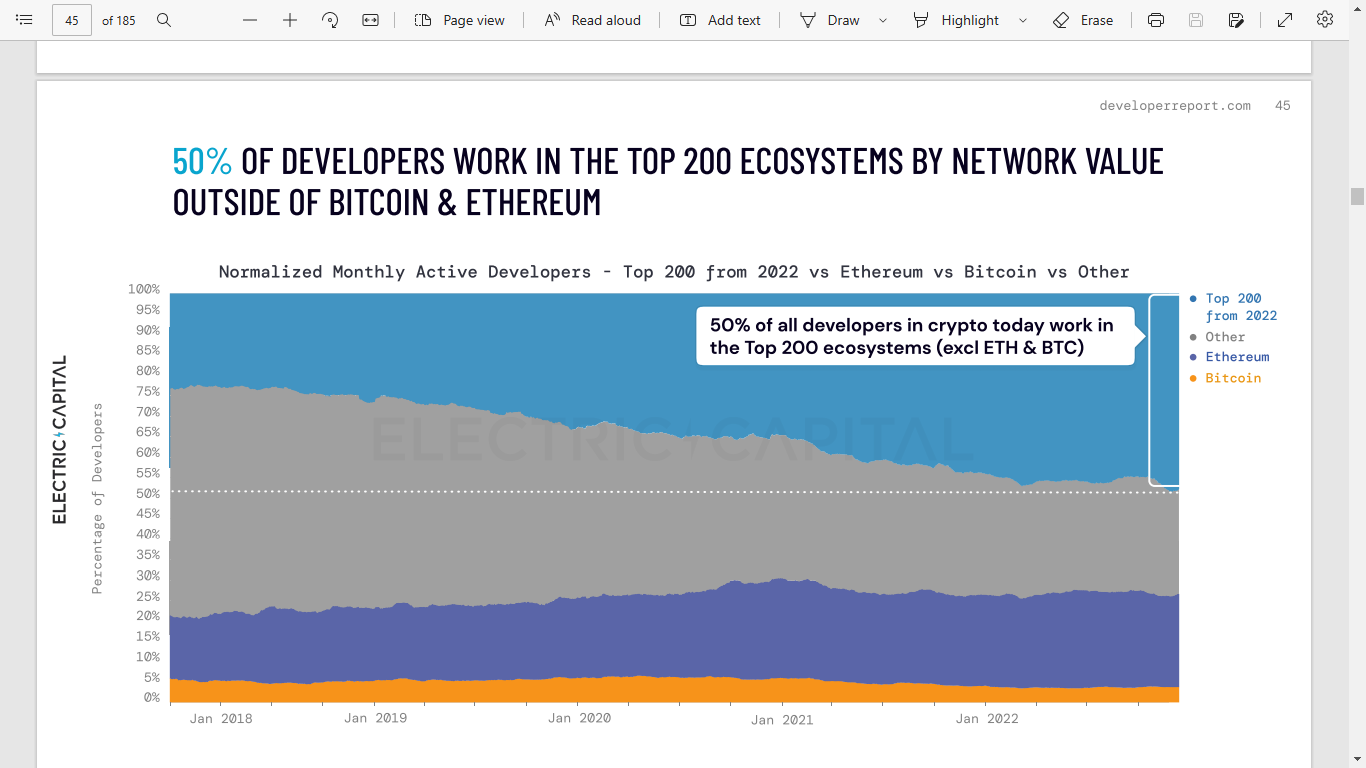 45 of 185
Page view
Read aloud
Add text
Draw
Highlight
Erase
developerreport.com 45
50% OF DEVELOPERS WORK IN THE TOP 200 ECOSYSTEMS BY NETWORK VALUE
OUTSIDE OF BITCOIN & ETHEREUM
Normalized Monthly Active Developers - Top 200 from 2022 vs Ethereum vs Bitcoin vs Other
ELECTRIC CAPITAL
Percentage of Developers
100%
95%
90%
85%
80%
75%
70%
65%
60%
55%
50%
45%
40%
35%
30%
25%
20%
15%
10%
5%
0%
50% of all developers in crypto today work in
the Top 200 ecosystems (excl ETH & BTC)
ELECTRIC CAPITAL
Top 200
from 2022
Other
Ethereum
Bitcoin
Jan 2018
Jan 2019
Jan 2020
Jan 2021
Jan 2022